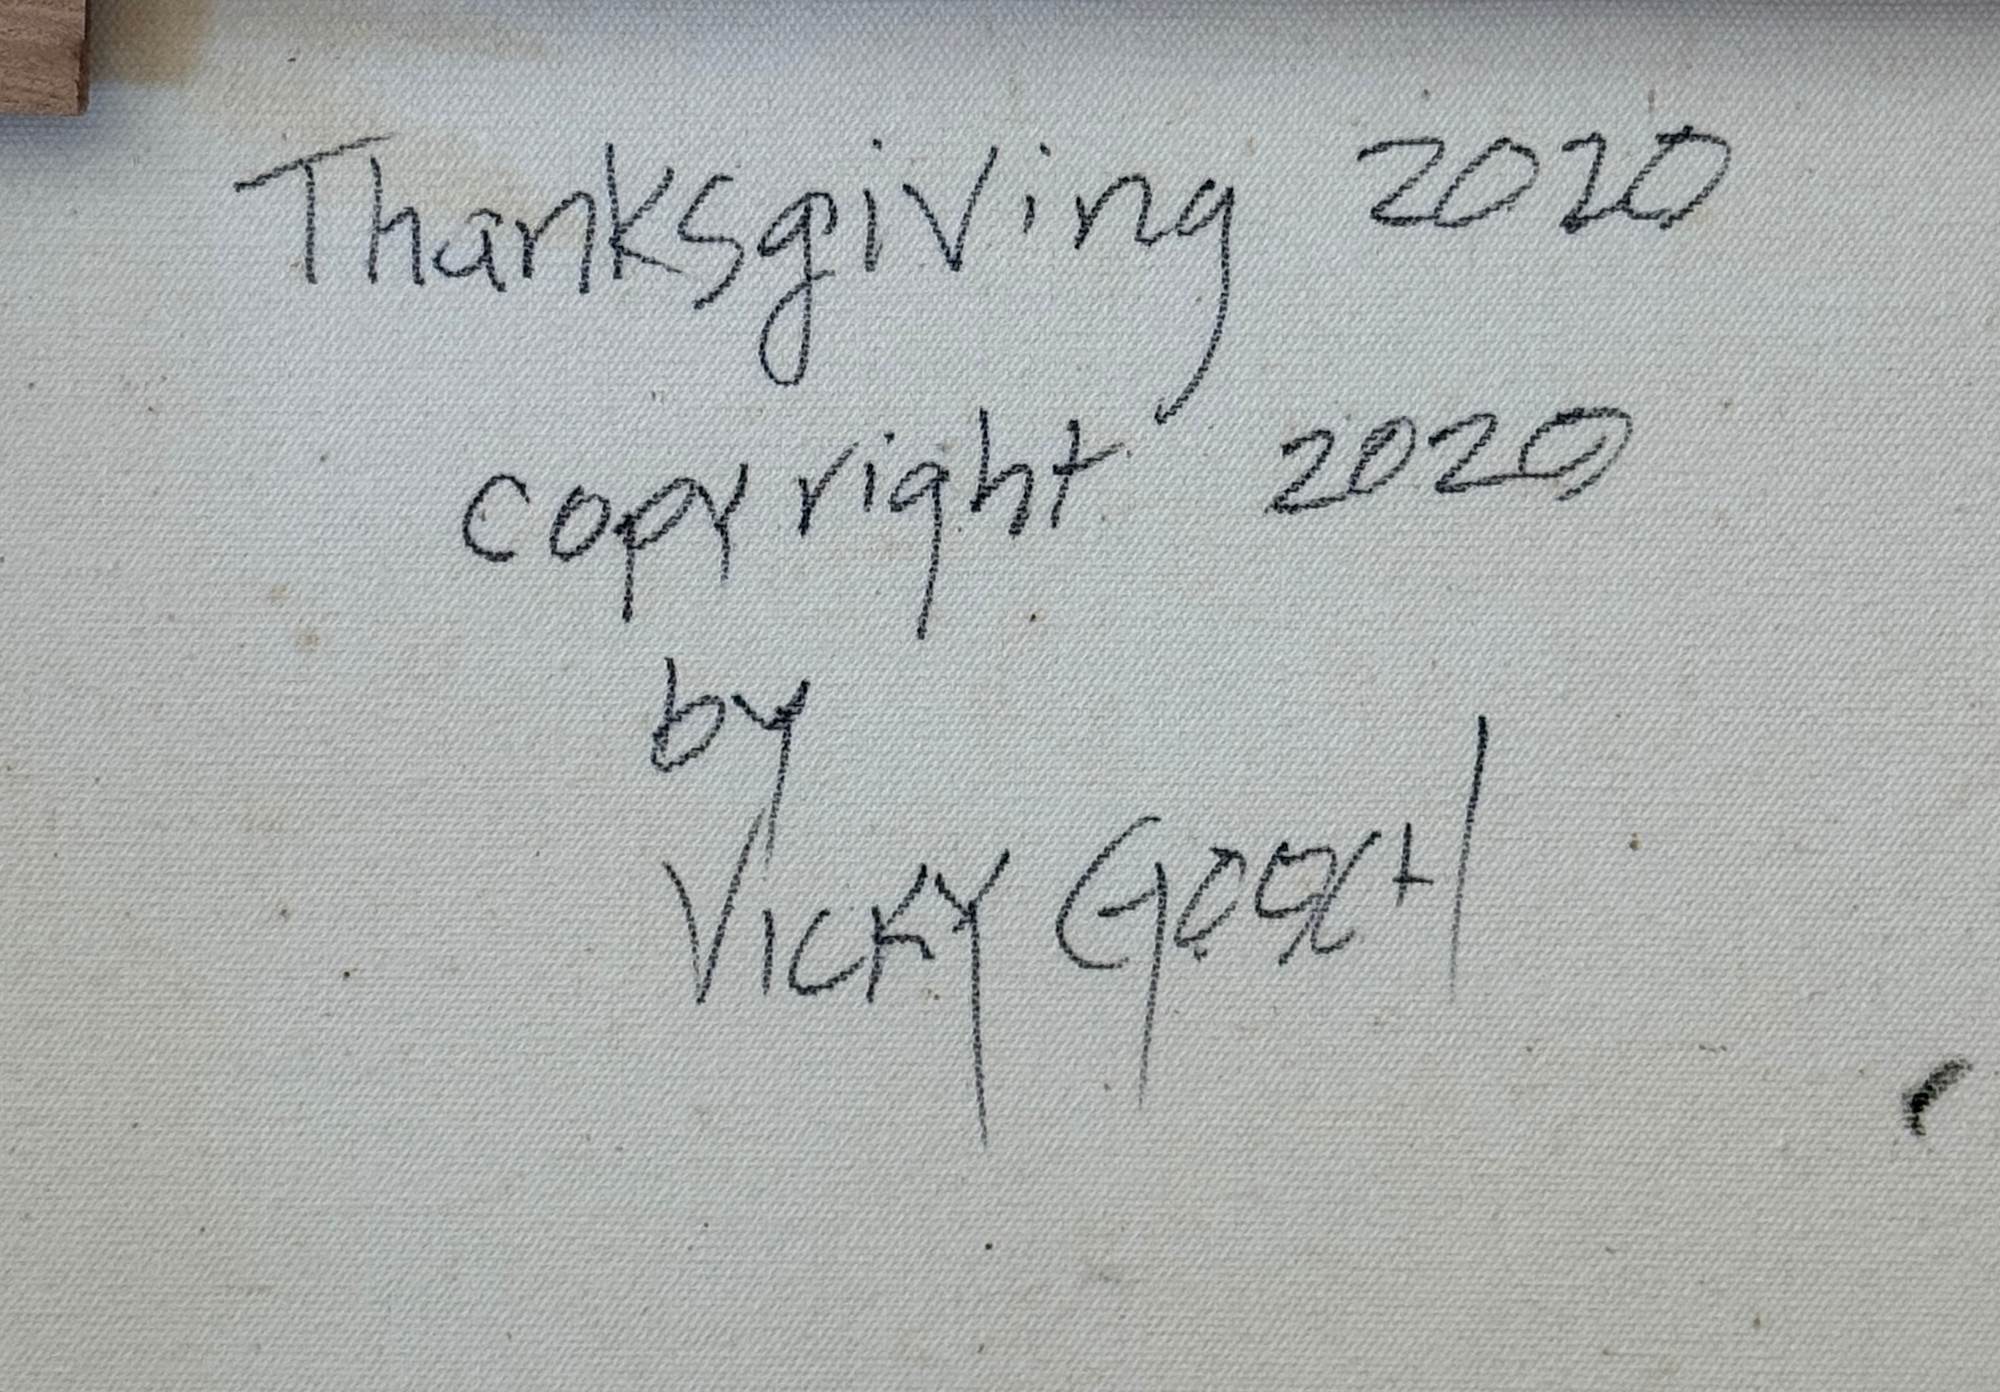 Thanksgiving 2020
copyright 2020
by
Vicky Gooch